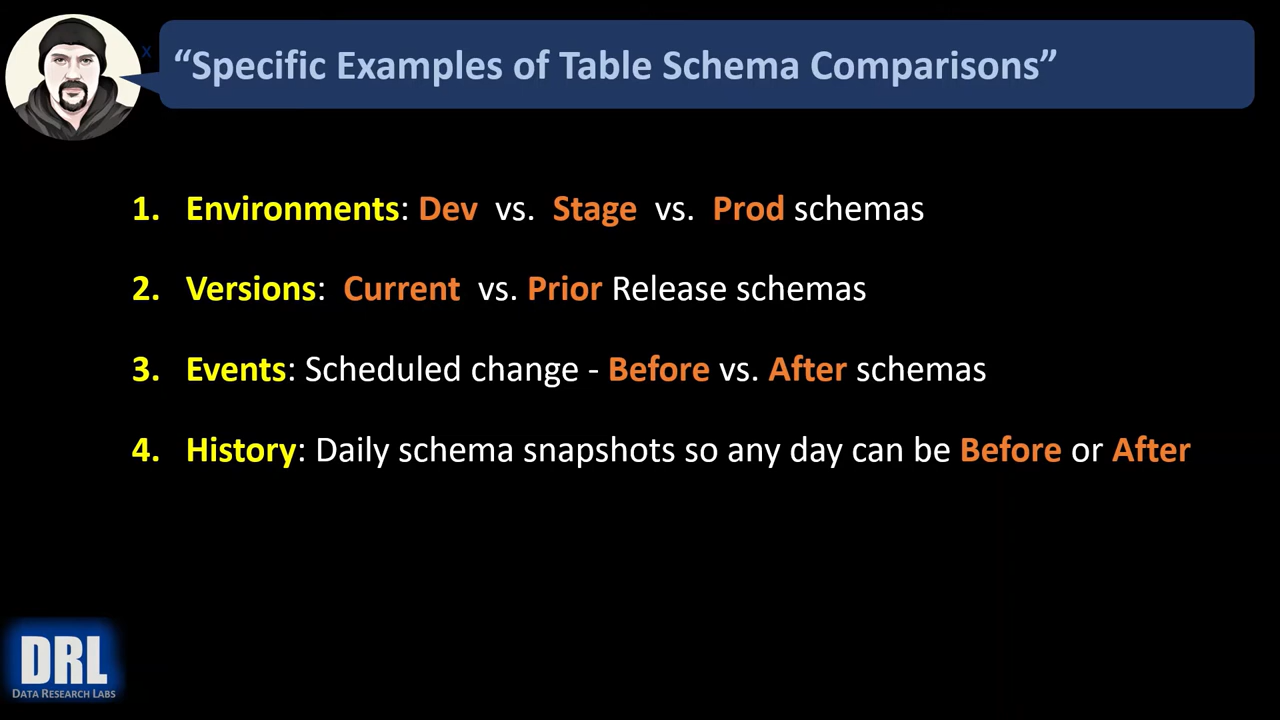 x
“Specific Examples of Table Schema Comparisons”
1. Environments: Dev vs. Stage vs. Prod schemas
2. Versions: Current vs. Prior Release schemas
3. Events: Scheduled change - Before vs. After schemas
4. History: Daily schema snapshots so any day can be Before or After
DRL
DATA RESEARCH LABS